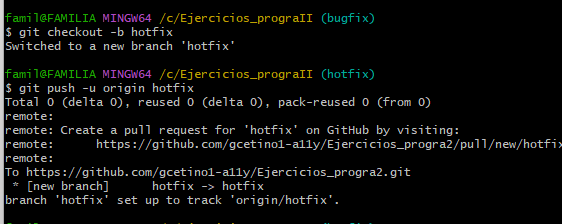 famil@FAMILIA MINGW64 /c/Ejercicios_prograII (bugfix)
$ git checkout -b hotfix
Switched to a new branch 'hotfix'
famil@FAMILIA MINGW64 /c/Ejercicios_prograII (hotfix)
$ git push -u origin hotfix
Total 0 (delta 0), reused 0 (delta 0), pack-reused 0 (from 0)
remote:
remote: Create a pull request for 'hotfix' on GitHub by visiting:
remote:      https://github.com/gcetino1-a11y/Ejercicios_progra2/pull/new/hotfix
remote:
To https://github.com/gcetino1-a11y/Ejercicios_progra2.git
 * [new branch]      hotfix -> hotfix
branch 'hotfix' set up to track 'origin/hotfix'.